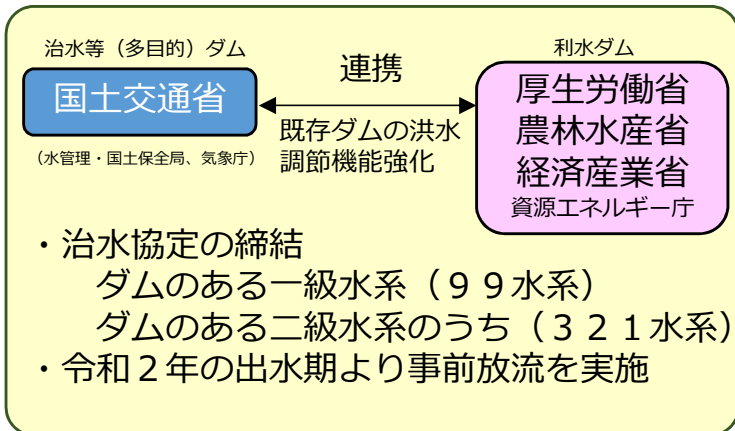 治水等（多目的）ダム
国土交通省
（水管理・国土保全局、気象庁）
連携
既存ダムの洪水
調節機能強化
利水ダム
厚生労働省
農林水産省
経済産業省
資源エネルギー庁
・治水協定の締結
ダムのある一級水系（９９水系）
ダムのある二級水系のうち（３２１水系）
・令和２年の出水期より事前放流を実施